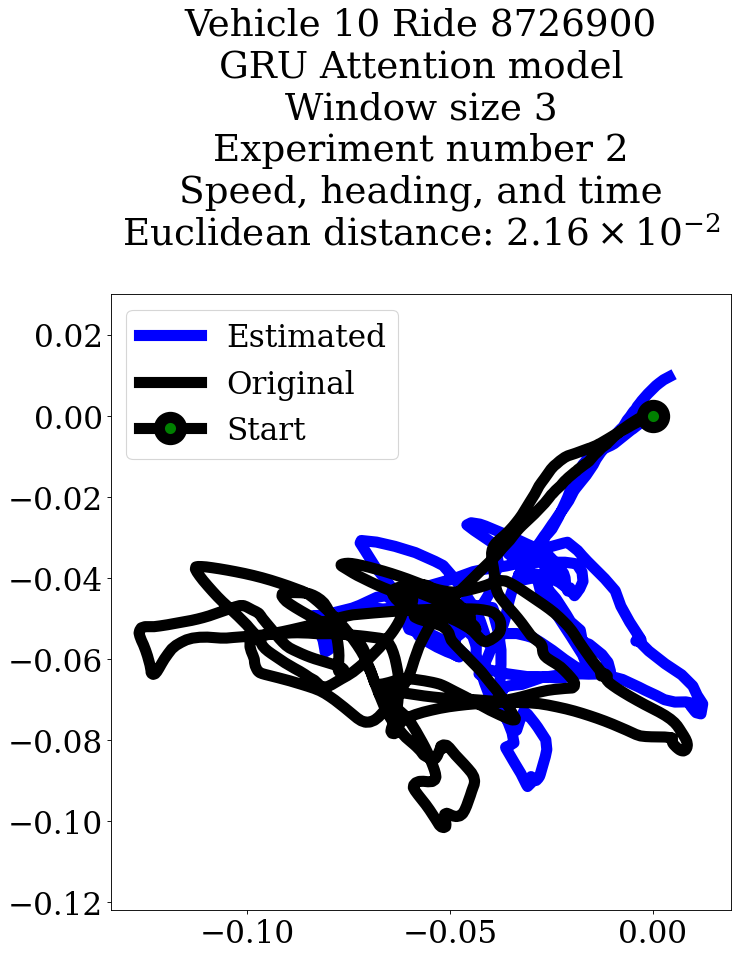 Vehicle 10 Ride 8726900
GRU Attention model
Window size 3
Experiment number 2
Speed, heading, and time
Euclidean distance: 2.16 × 10⁻²
Estimated
Original
Start
0.02
0.00
−0.02
−0.04
−0.06
−0.08
−0.10
−0.12
−0.10
−0.05
0.00